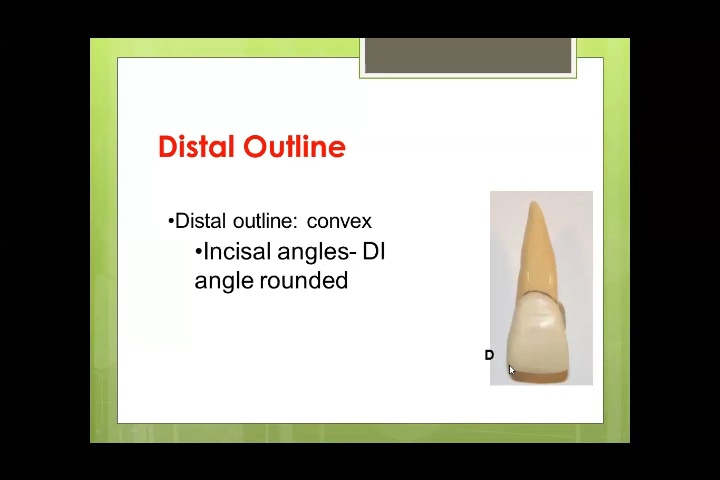 Distal Outline
•Distal outline: convex
•Incisal angles- DI
angle rounded
D